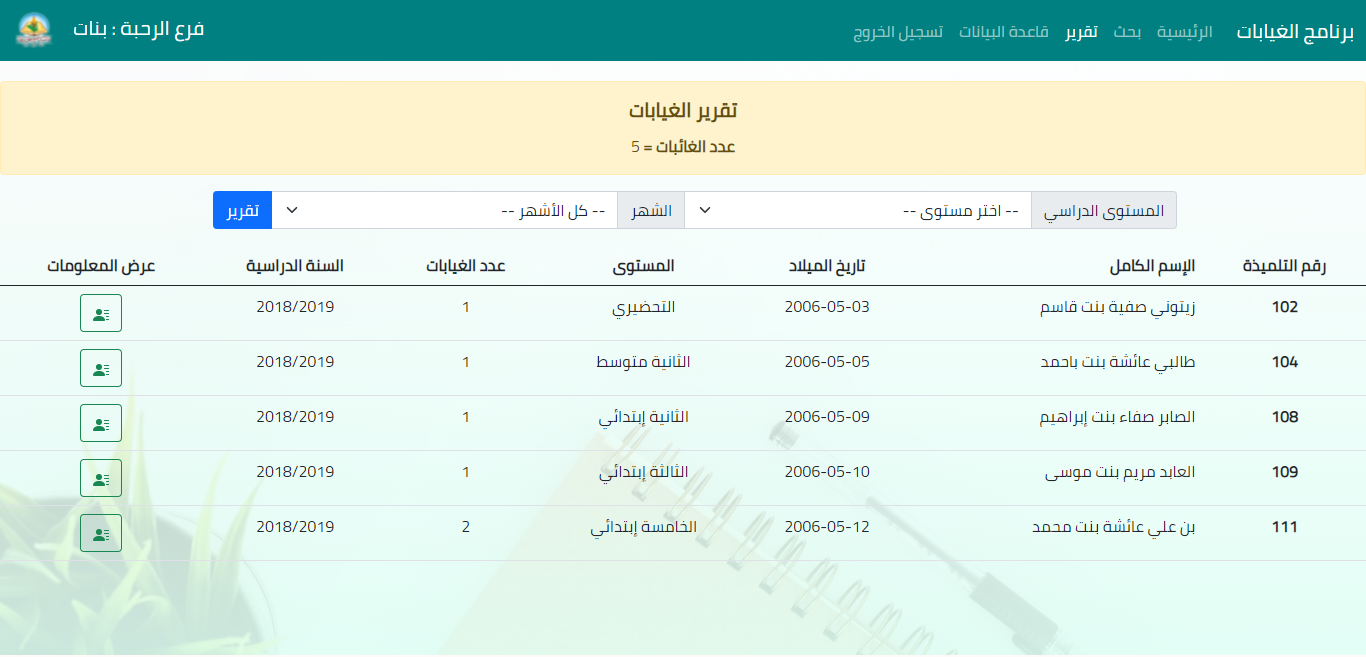 برنامج الغيابات الرئيسية بحث تقرير قاعدة البيانات تسجيل الخروج فرع الرحبة : بنات
تقرير الغيابات
عدد الغائبات = 5
المستوى الدراسي -- اختر مستوى -- الشهر -- كل الأشهر -- تقرير
رقم التلميذة الإسم الكامل تاريخ الميلاد المستوى عدد الغيابات السنة الدراسية عرض المعلومات
102 زيتوني صفية بنت قاسم 2006-05-03 التحضيري 1 2018/2019
104 طالبي عائشة بنت باحمد 2006-05-05 الثانية متوسط 1 2018/2019
108 الصابر صفاء بنت إبراهيم 2006-05-09 الثانية إبتدائي 1 2018/2019
109 العابد مريم بنت موسى 2006-05-10 الثالثة إبتدائي 1 2018/2019
111 بن علي عائشة بنت محمد 2006-05-12 الخامسة إبتدائي 2 2018/2019